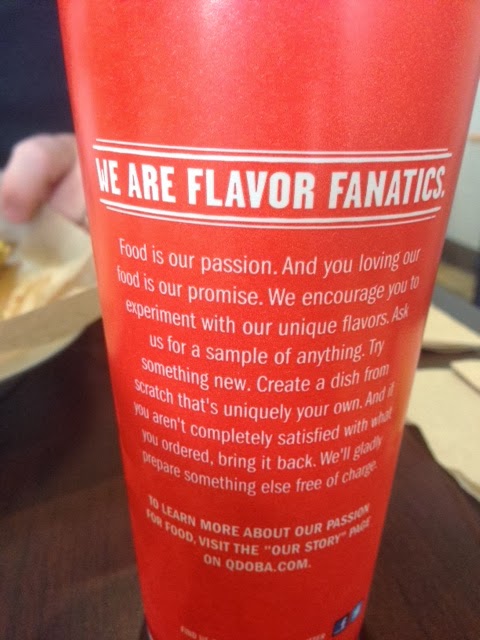 WE ARE FLAVOR FANATICS.
Food is our passion. And you loving our
food is our promise. We encourage you to
experiment with our unique flavors. Ask
us for a sample of anything. Try
something new. Create a dish from
scratch that's uniquely your own. And if
you aren't completely satisfied with what
you ordered, bring it back. We'll gladly
prepare something else free of charge.
TO LEARN MORE ABOUT OUR PASSION
FOR FOOD, VISIT THE "OUR STORY" PAGE
ON QDOBA.COM.
FIND US